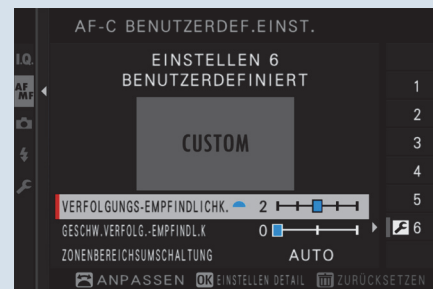 AF-C BENUTZERDEF.EINST.
I.Q.
AF
MF
EINSTELLEN 6
BENUTZERDEFINIERT
CUSTOM
VERFOLGUNGS-EMPFINDLICHK. 2
GESCHW.VERFOLG.-EMPFINDL.K 0
ZONENBEREICHSUMSCHALTUNG AUTO
1
2
3
4
5
6
ANPASSEN OK EINSTELLEN DETAIL ZURÜCKSETZEN